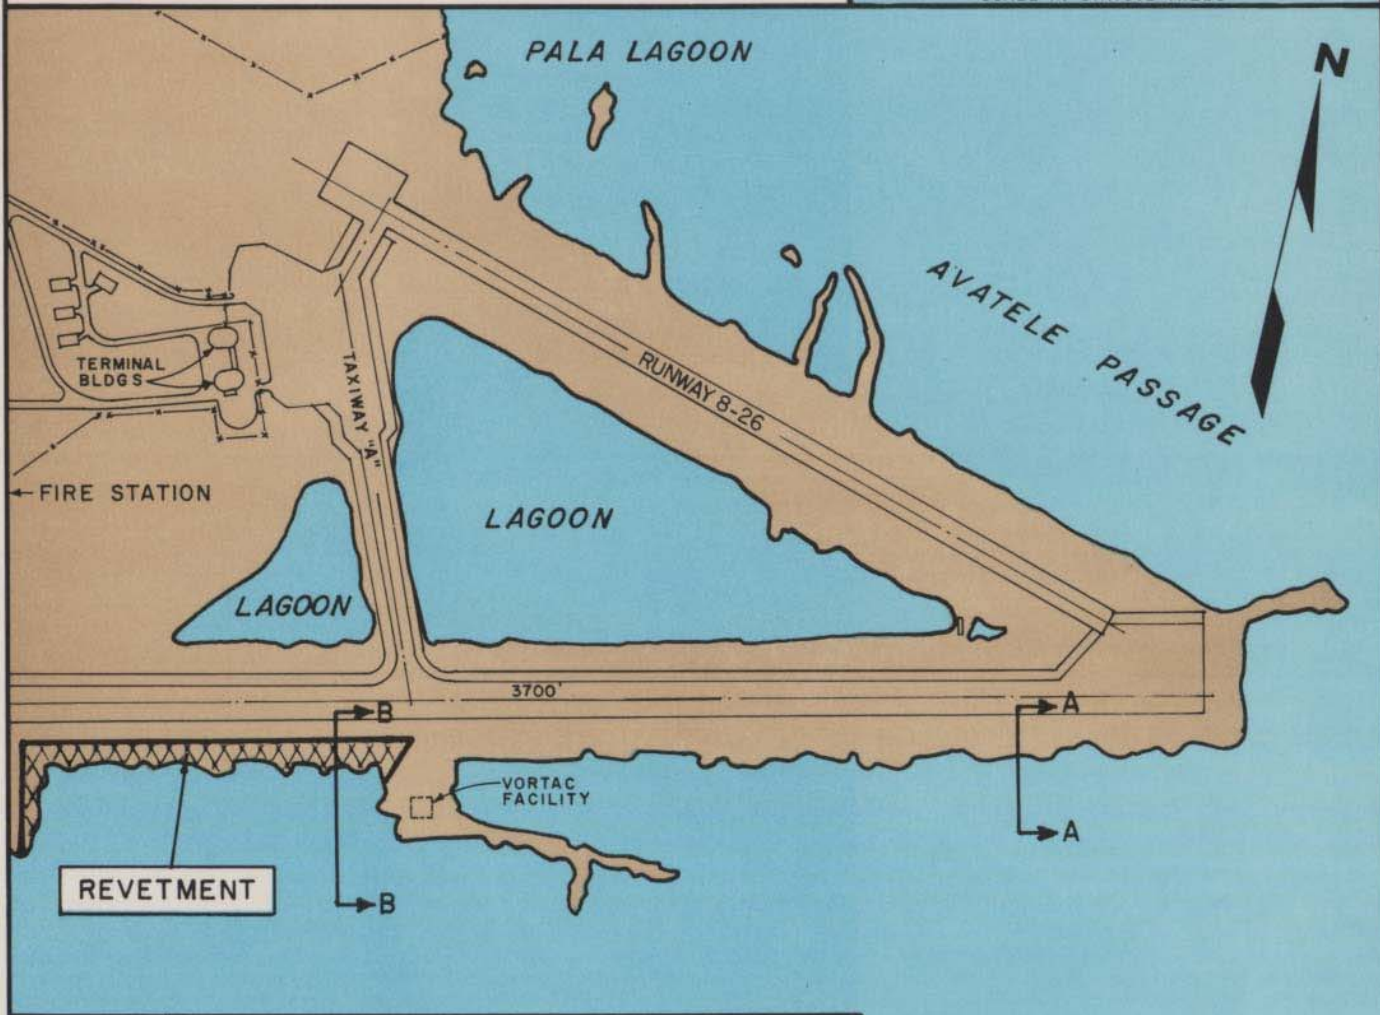 PALA LAGOON
N
AVATELE PASSAGE
TERMINAL
BLDGS
TAXIWAY "A"
RUNWAY 8-26
FIRE STATION
LAGOON
LAGOON
3700'
B
A
VORTAC
FACILITY
A
REVETMENT
B